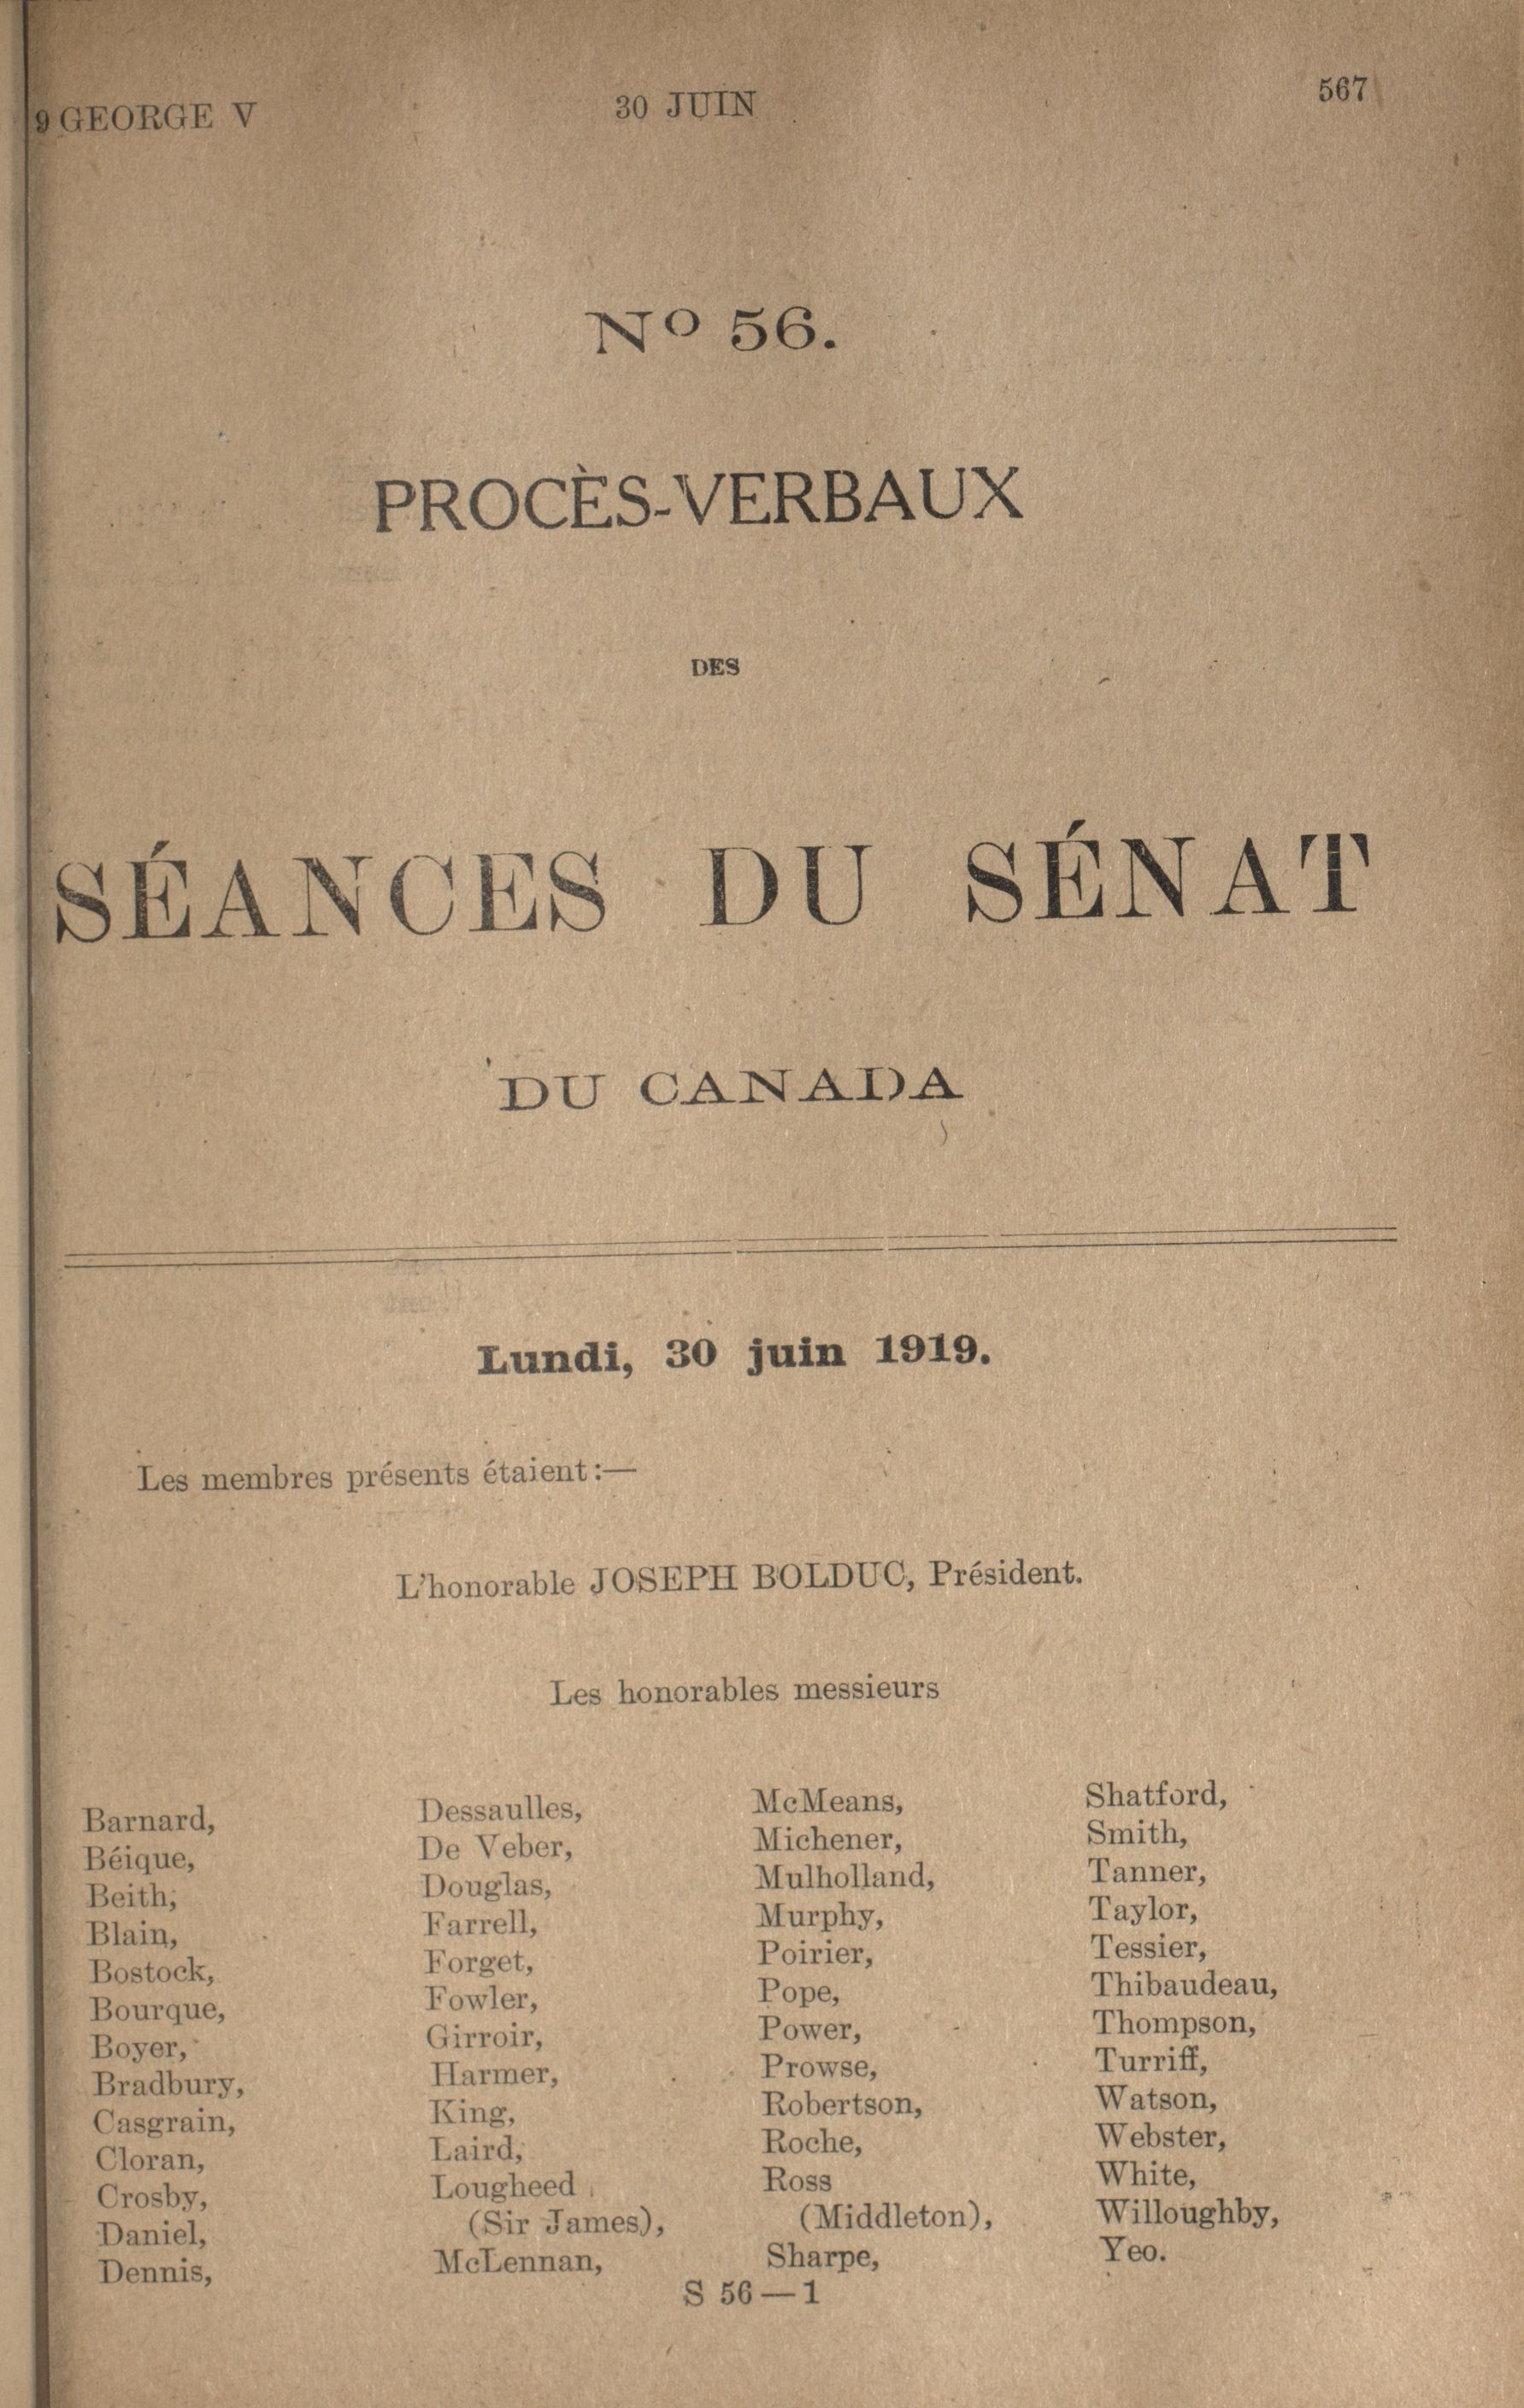 9 GEORGE V 30 JUIN 567
No 56.
PROCÈS-VERBAUX
DES
SÉANCES DU SÉNAT
DU CANADA
Lundi, 30 juin 1919.
Les membres présents étaient:—
L'honorable JOSEPH BOLDUC, Président.
Les honorables messieurs
Barnard,
Béique,
Beith,
Blain,
Bostock,
Bourque,
Boyer,
Bradbury,
Casgrain,
Cloran,
Crosby,
Daniel,
Dennis,
Dessaulles,
De Veber,
Douglas,
Farrell,
Forget,
Fowler,
Girroir,
Harmer,
King,
Laird,
Lougheed
(Sir James),
McLennan,
McMeans,
Michener,
Mulholland,
Murphy,
Poirier,
Pope,
Power,
Prowse,
Robertson,
Roche,
Ross
(Middleton),
Sharpe,
Shatford,
Smith,
Tanner,
Taylor,
Tessier,
Thibaudeau,
Thompson,
Turriff,
Watson,
Webster,
White,
Willoughby,
Yeo.
S 56—1